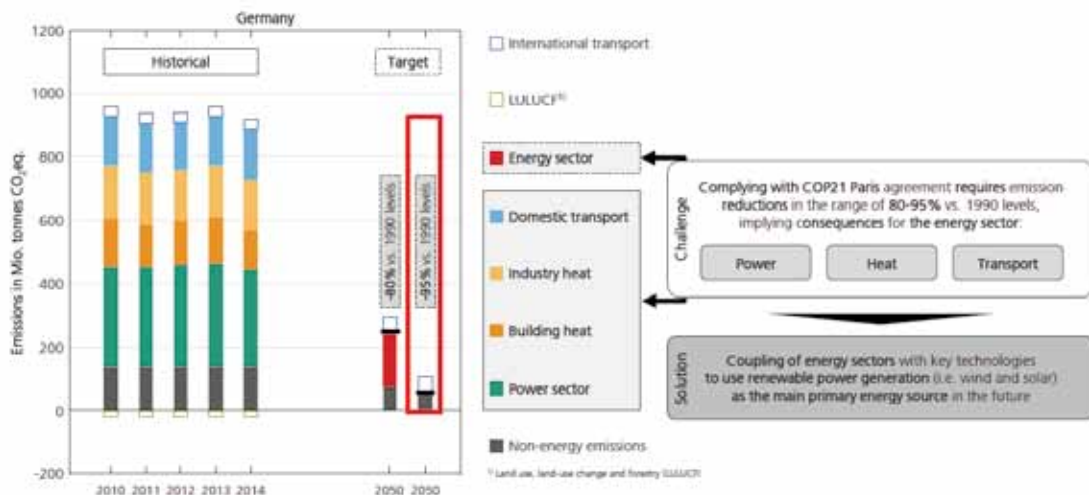 Germany
1200
1000
800
600
400
200
0
-200
Emissions in Mio. tonnes CO2eq.
Historical
Target
-80% vs. 1990 levels
-95% vs. 1990 levels
2010 2011 2012 2013 2014 2050 2050
International transport
LULUCF¹⁾
Energy sector
Domestic transport
Industry heat
Building heat
Power sector
Non-energy emissions
¹⁾ Land use, land-use change and forestry (LULUCF)
Challenge
Complying with COP21 Paris agreement requires emission
reductions in the range of 80-95% vs. 1990 levels,
implying consequences for the energy sector:
Power
Heat
Transport
Solution
Coupling of energy sectors with key technologies
to use renewable power generation (i.e. wind and solar)
as the main primary energy source in the future